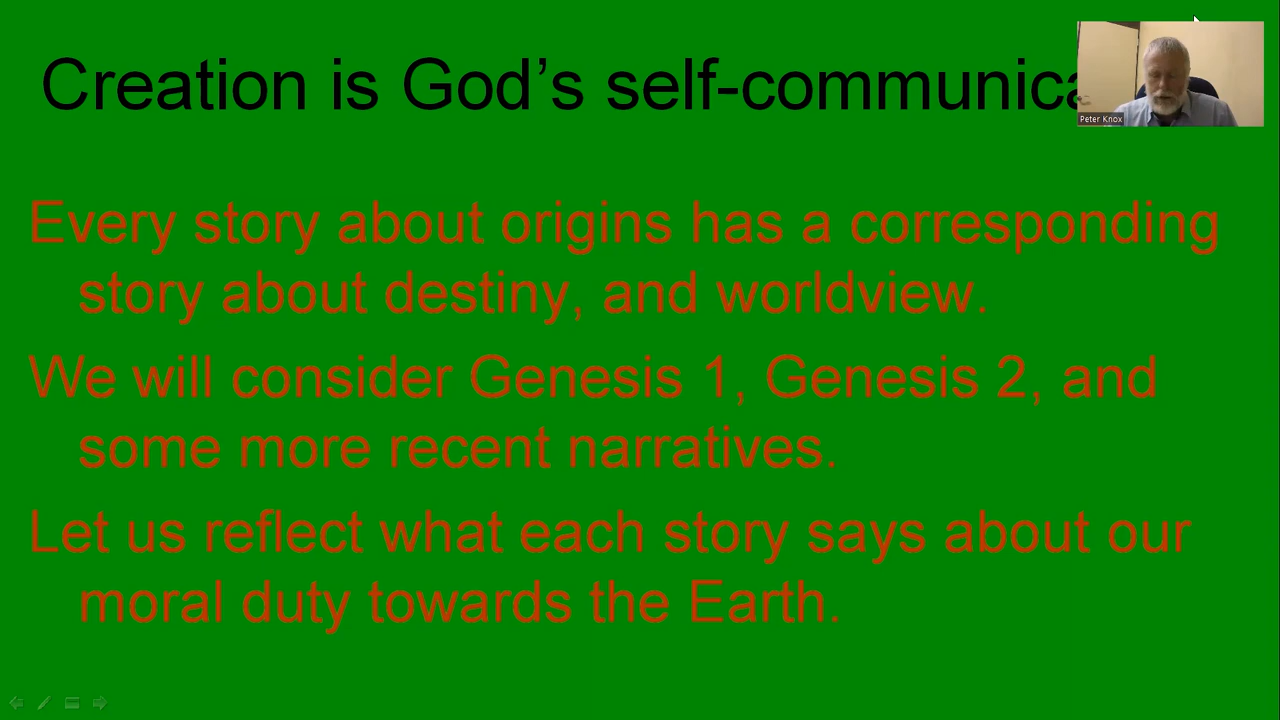 Creation is God's self-communica
Peter Knox
Every story about origins has a corresponding
story about destiny, and worldview.
We will consider Genesis 1, Genesis 2, and
some more recent narratives.
Let us reflect what each story says about our
moral duty towards the Earth.